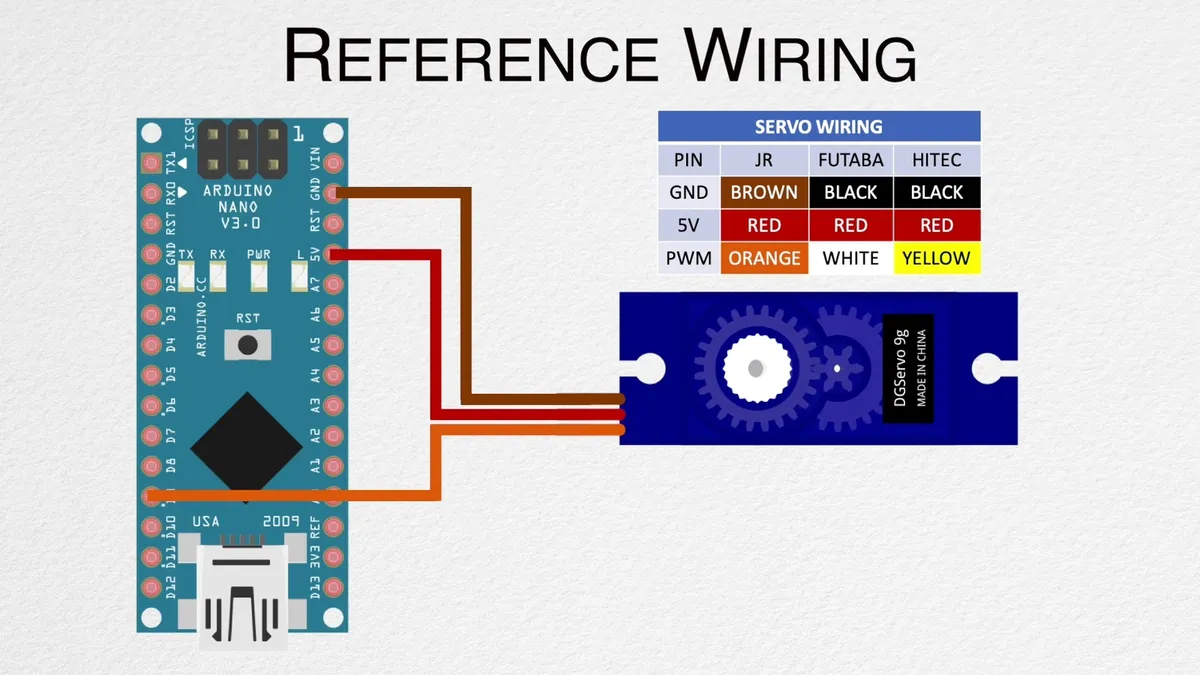 REFERENCE WIRING
SERVO WIRING
PIN JR FUTABA HITEC
GND BROWN BLACK BLACK
5V RED RED RED
PWM ORANGE WHITE YELLOW
ICSP
1
TX1
RX0
RST
GND
D2
D3
D4
D5
D6
D7
D8
D10
D11
D12
VIN
GND
RST
5V
A7
A6
A5
A4
A3
A2
A1
REF
3V3
D13
ARDUINO
NANO
V3.0
TX RX PWR L
ARDUINO.CC
RST
USA 2009
DGServo 9g
MADE IN CHINA